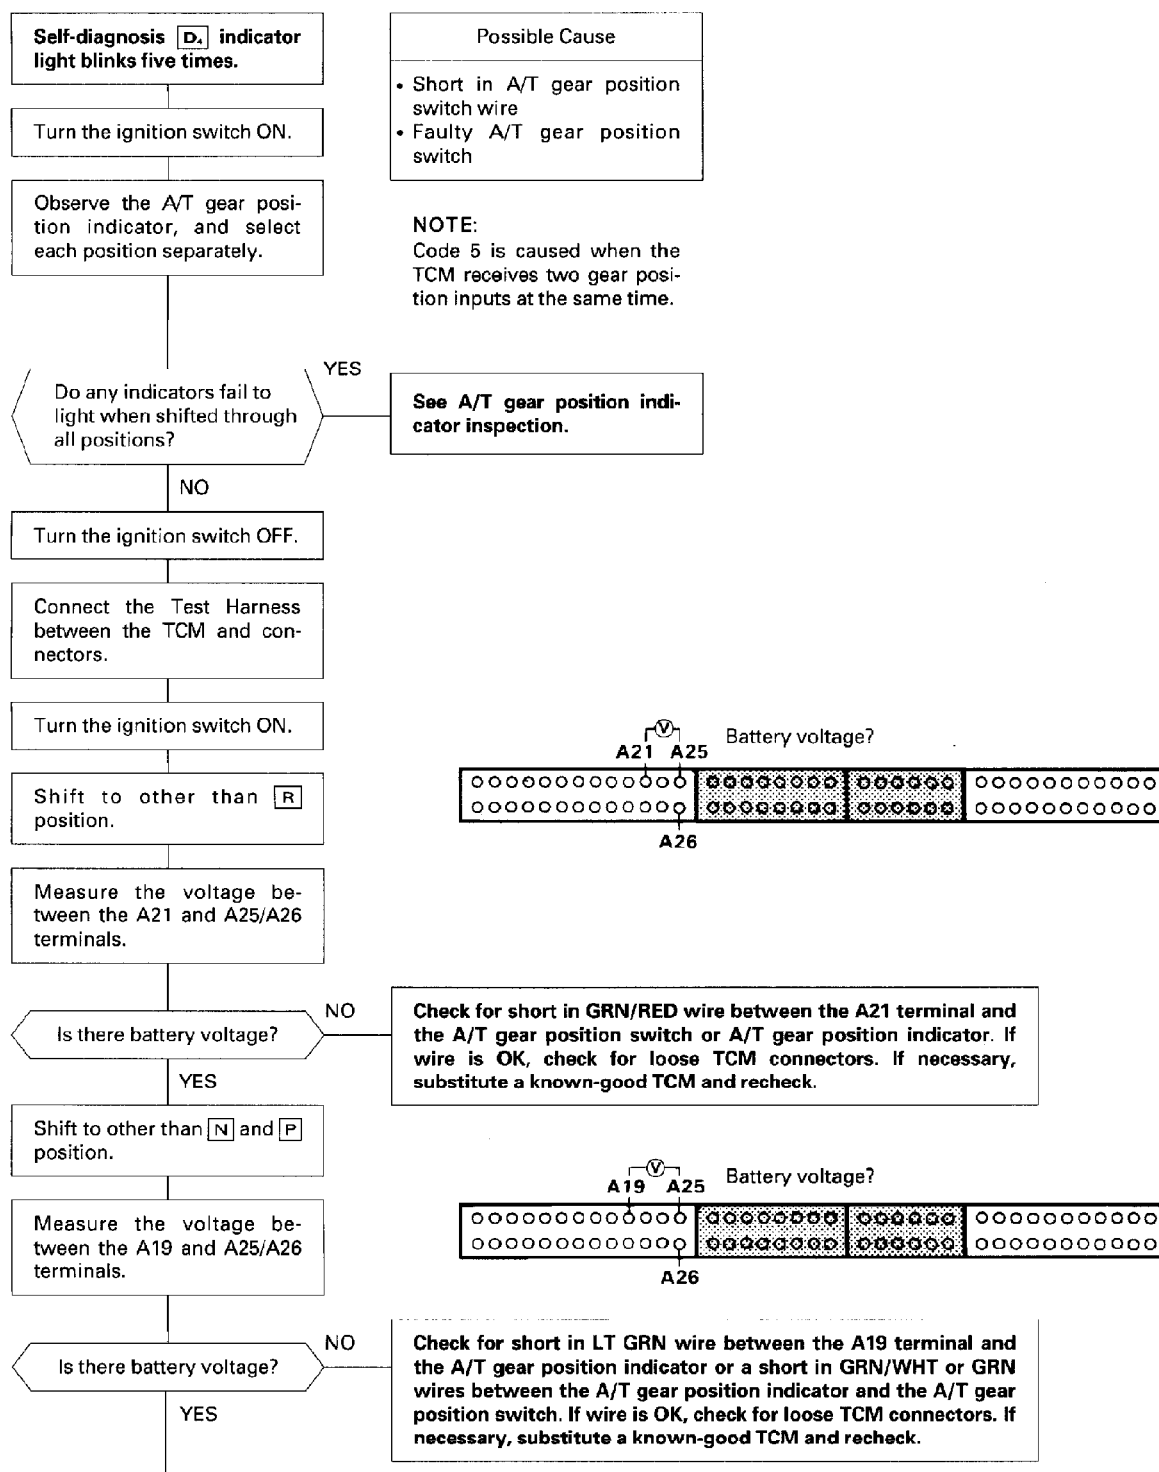 Self-diagnosis D4 indicator
light blinks five times.
Possible Cause
• Short in A/T gear position
switch wire
• Faulty A/T gear position
switch
Turn the ignition switch ON.
Observe the A/T gear posi-
tion indicator, and select
each position separately.
NOTE:
Code 5 is caused when the
TCM receives two gear posi-
tion inputs at the same time.
Do any indicators fail to
light when shifted through
all positions?
YES
See A/T gear position indi-
cator inspection.
NO
Turn the ignition switch OFF.
Connect the Test Harness
between the TCM and con-
nectors.
Turn the ignition switch ON.
Shift to other than R
position.
V
Battery voltage?
A21 A25
A26
Measure the voltage be-
tween the A21 and A25/A26
terminals.
Is there battery voltage?
NO
Check for short in GRN/RED wire between the A21 terminal and
the A/T gear position switch or A/T gear position indicator. If
wire is OK, check for loose TCM connectors. If necessary,
substitute a known-good TCM and recheck.
YES
Shift to other than N and P
position.
V
Battery voltage?
A19 A25
A26
Measure the voltage be-
tween the A19 and A25/A26
terminals.
Is there battery voltage?
NO
Check for short in LT GRN wire between the A19 terminal and
the A/T gear position indicator or a short in GRN/WHT or GRN
wires between the A/T gear position indicator and the A/T gear
position switch. If wire is OK, check for loose TCM connectors. If
necessary, substitute a known-good TCM and recheck.
YES